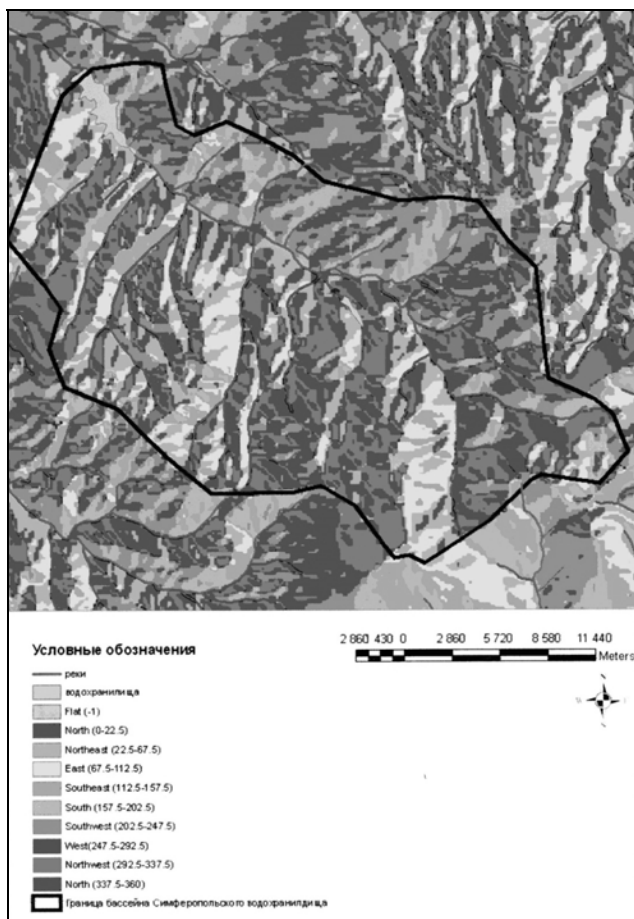 Условные обозначения
2 860 1 430 0 2 860 5 720 8 580 11 440
Meters
реки
водохранилища
Flat (-1)
North (0-22.5)
Northeast (22.5-67.5)
East (67.5-112.5)
Southeast (112.5-157.5)
South (157.5-202.5)
Southwest (202.5-247.5)
West(247.5-292.5)
Northwest (292.5-337.5)
North (337.5-360)
Граница бассейна Симферопольского водохранилдища